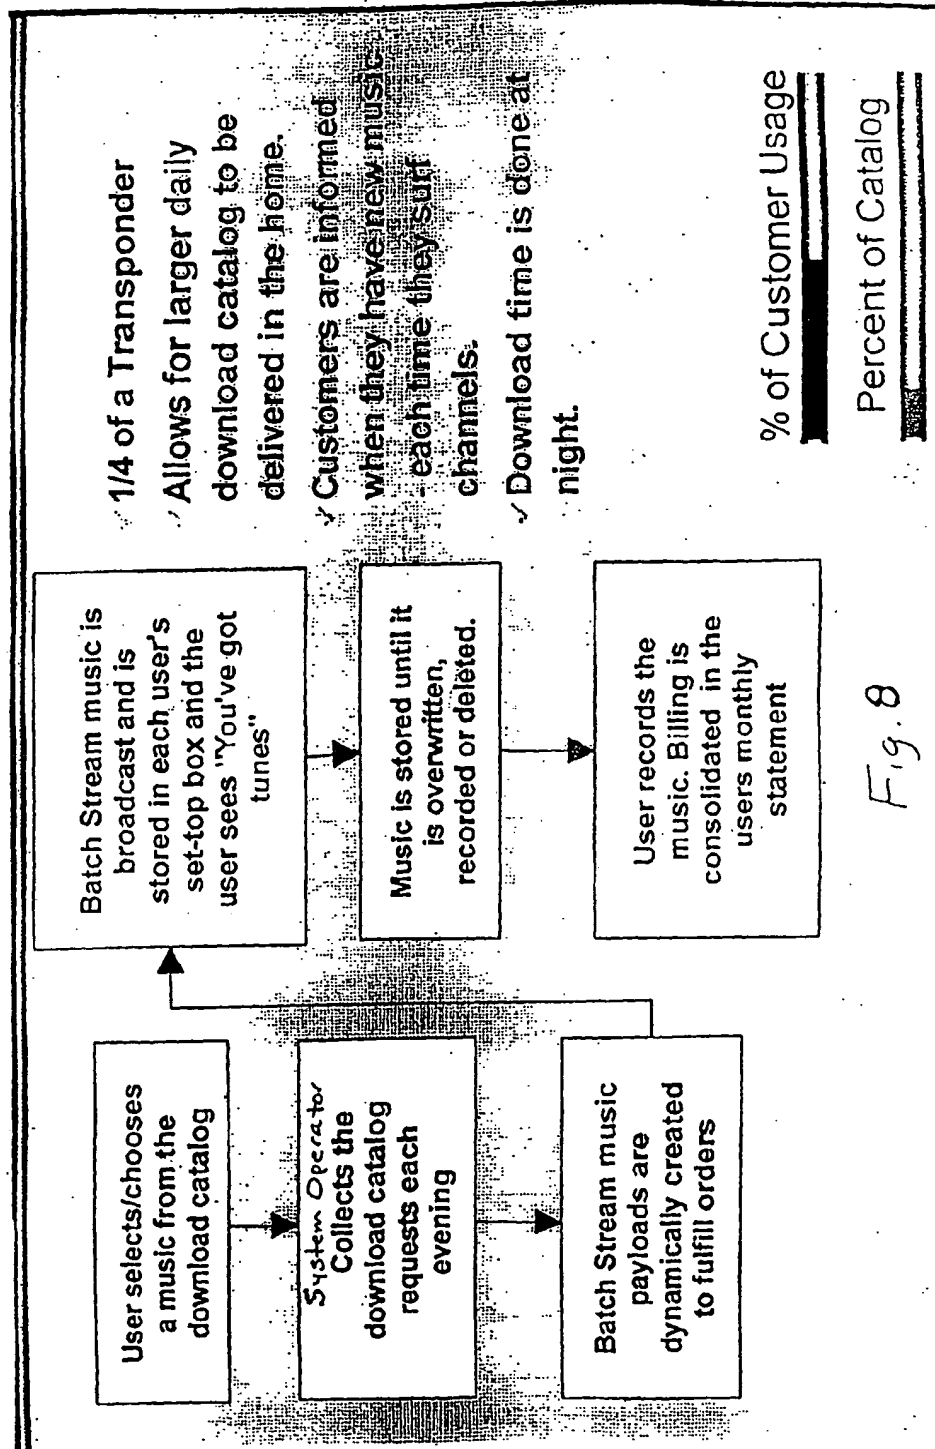 User selects/chooses
a music from the
download catalog
System Operator
Collects the
download catalog
requests each
evening
Batch Stream music
payloads are
dynamically created
to fulfill orders
Batch Stream music is
broadcast and is
stored in each user's
set-top box and the
user sees "You've got
tunes"
Music is stored until it
is overwritten,
recorded or deleted.
User records the
music. Billing is
consolidated in the
users monthly
statement
✓ 1/4 of a Transponder
✓ Allows for larger daily
download catalog to be
delivered in the home.
✓ Customers are informed
when they have new music
- each time they surf
channels.
✓ Download time is done at
night.
% of Customer Usage
Percent of Catalog
Fig. 8